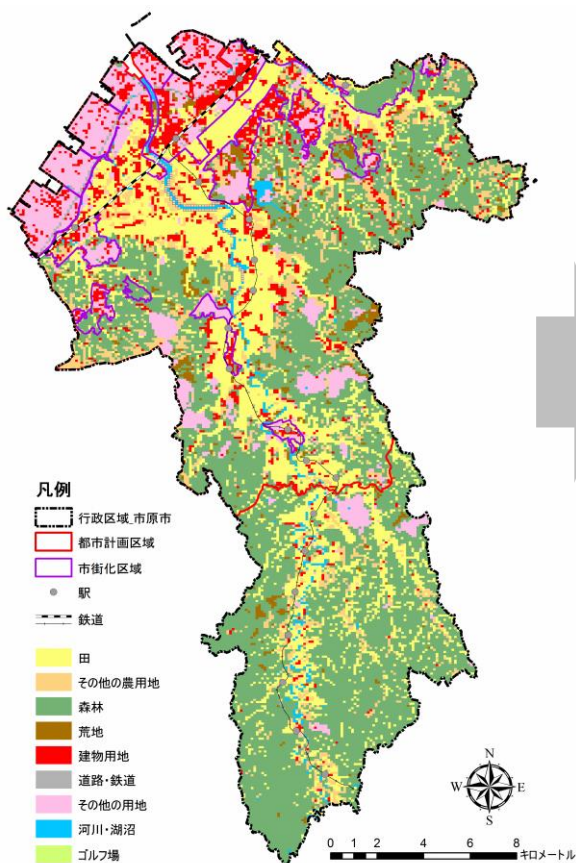 凡例
行政区域_市原市
都市計画区域
市街化区域
駅
鉄道
田
その他の農用地
森林
荒地
建物用地
道路・鉄道
その他の用地
河川・湖沼
ゴルフ場
N
W E
S
0 1 2 4 6 8
キロメートル